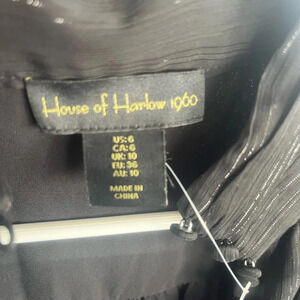 House of Harlow 1960
US:6
CA:6
UK:10
EU:36
AU:10
MADE IN
CHINA